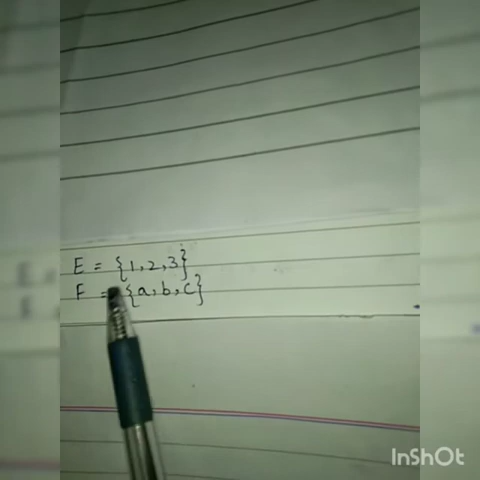 E = {1, 2, 3}
F = {a, b, c}
InShOt